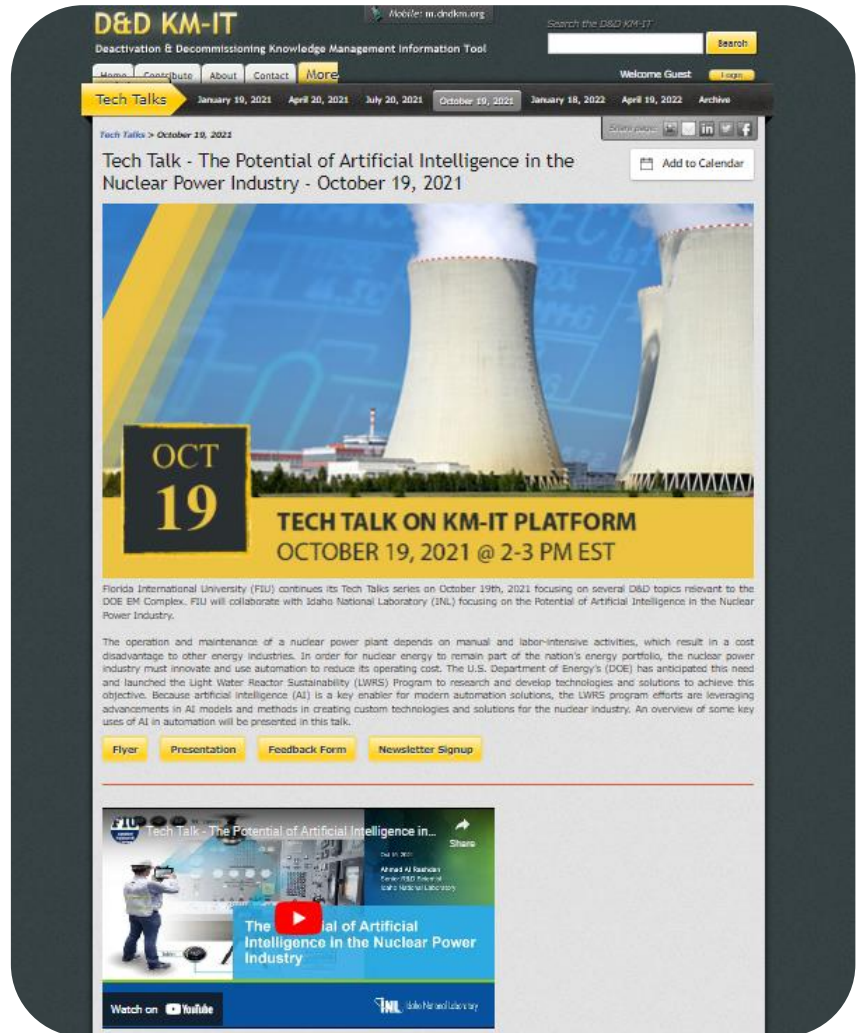 D&D KM-IT
Mobile: m.dndkm.org
Search the D&D KM-IT
Deactivation & Decommissioning Knowledge Management Information Tool
Search
Home Contribute About Contact More
Welcome Guest Login
Tech Talks January 19, 2021 April 20, 2021 July 20, 2021 October 19, 2021 January 18, 2022 April 19, 2022 Archive
Tech Talks > October 19, 2021
Share page:
Tech Talk - The Potential of Artificial Intelligence in the
Nuclear Power Industry - October 19, 2021
Add to Calendar
OCT
19
TECH TALK ON KM-IT PLATFORM
OCTOBER 19, 2021 @ 2-3 PM EST
Florida International University (FIU) continues its Tech Talks series on October 19th, 2021 focusing on several D&D topics relevant to the
DOE EM Complex. FIU will collaborate with Idaho National Laboratory (INL) focusing on the Potential of Artificial Intelligence in the Nuclear
Power Industry.
The operation and maintenance of a nuclear power plant depends on manual and labor-intensive activities, which result in a cost
disadvantage to other energy industries. In order for nuclear energy to remain part of the nation's energy portfolio, the nuclear power
industry must innovate and use automation to reduce its operating cost. The U.S. Department of Energy's (DOE) has anticipated this need
and launched the Light Water Reactor Sustainability (LWRS) Program to research and develop technologies and solutions to achieve this
objective. Because artificial intelligence (AI) is a key enabler for modern automation solutions, the LWRS program efforts are leveraging
advancements in AI models and methods in creating custom technologies and solutions for the nuclear industry. An overview of some key
uses of AI in automation will be presented in this talk.
Flyer Presentation Feedback Form Newsletter Signup
FIU
Tech Talk - The Potential of Artificial Intelligence in...
Share
Oct 19, 2021
Ahmad Al Rashdan
Senior R&D Scientist
Idaho National Laboratory
The ial of Artificial
Intelligence in the Nuclear Power
Industry
Watch on YouTube
INL Idaho National Laboratory